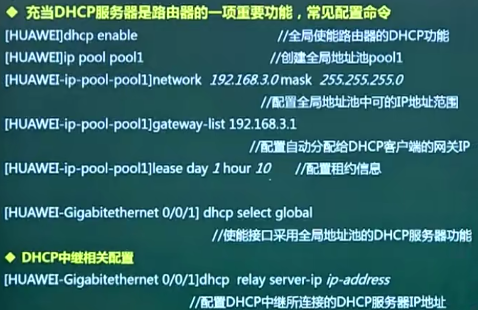 ◆ 充当DHCP服务器是路由器的一项重要功能，常见配置命令
[HUAWEI]dhcp enable //全局使能路由器的DHCP功能
[HUAWEI]ip pool pool1 //创建全局地址池pool1
[HUAWEI-ip-pool-pool1]network 192.168.3.0 mask 255.255.255.0
//配置全局地址池中可的IP地址范围
[HUAWEI-ip-pool-pool1]gateway-list 192.168.3.1
//配置自动分配给DHCP客户端的网关IP
[HUAWEI-ip-pool-pool1]lease day 1 hour 10 //配置租约信息
[HUAWEI-Gigabitethernet 0/0/1] dhcp select global
//使能接口采用全局地址池的DHCP服务器功能
◆ DHCP中继相关配置
[HUAWEI-Gigabitethernet 0/0/1]dhcp relay server-ip ip-address
//配置DHCP中继所连接的DHCP服务器IP地址